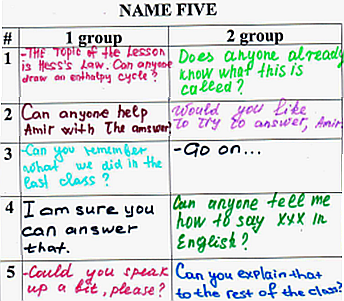 NAME FIVE
# 1 group 2 group
1
-The Topic of the Lesson
is Hess's Law. Can anyone
draw an enthalpy cycle?
Does anyone already
know what this is
called?
2
Can anyone help
Amir with The answer
Would you like
to try to answer, Amir
3
-Can you remember
what we did in the
last class?
-Go on...
4
I am sure you
can answer
that.
Can anyone tell me
how to say xxx in
English?
5
-Could you speak
up a bit, please?
Can you explain that
to the rest of the class?